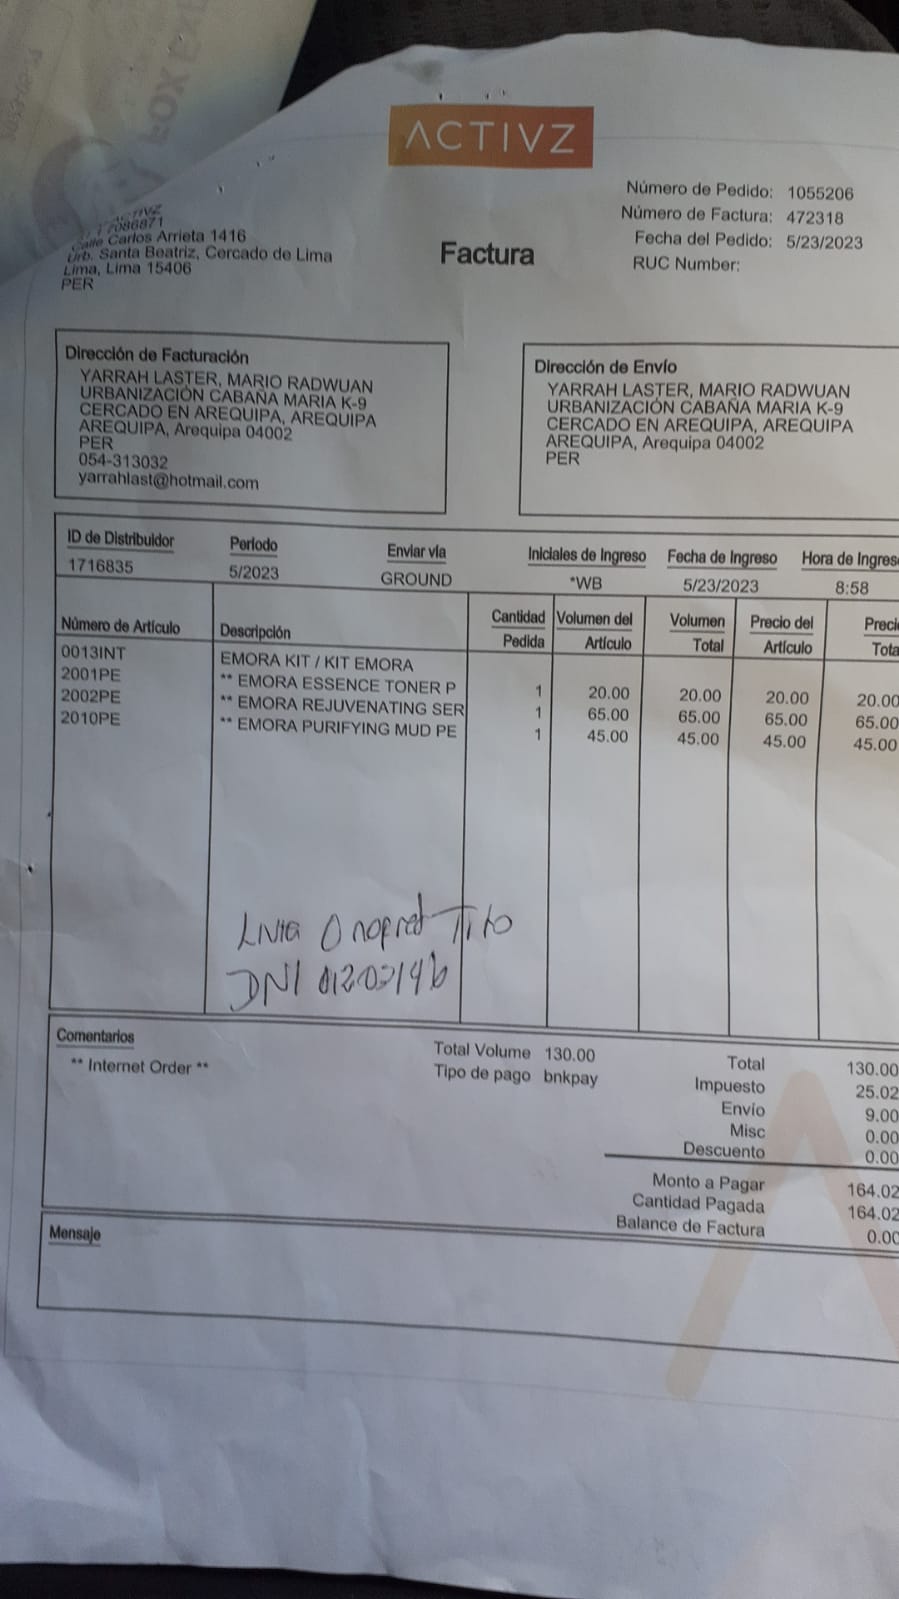 ACTIVZ
Número de Pedido: 1055206
Número de Factura: 472318
Fecha del Pedido: 5/23/2023
RUC Number:
Factura
ACTIVZ
7086871
Calle Carlos Arrieta 1416
Urb. Santa Beatriz, Cercado de Lima
Lima, Lima 15406
PER
Dirección de Facturación
YARRAH LASTER, MARIO RADWUAN
URBANIZACIÓN CABAÑA MARIA K-9
CERCADO EN AREQUIPA, AREQUIPA
AREQUIPA, Arequipa 04002
PER
054-313032
yarrahlast@hotmail.com
Dirección de Envío
YARRAH LASTER, MARIO RADWUAN
URBANIZACIÓN CABAÑA MARIA K-9
CERCADO EN AREQUIPA, AREQUIPA
AREQUIPA, Arequipa 04002
PER
ID de Distribuidor Período Enviar vía Iniciales de Ingreso Fecha de Ingreso Hora de Ingres
1716835 5/2023 GROUND *WB 5/23/2023 8:58
Número de Artículo Descripción Cantidad Pedida Volumen del Artículo Volumen Total Precio del Artículo Preci Tota
0013INT EMORA KIT / KIT EMORA
2001PE ** EMORA ESSENCE TONER P 1 20.00 20.00 20.00 20.00
2002PE ** EMORA REJUVENATING SER 1 65.00 65.00 65.00 65.00
2010PE ** EMORA PURIFYING MUD PE 1 45.00 45.00 45.00 45.00
Tito
DNI
Comentarios
** Internet Order **
Total Volume 130.00
Tipo de pago bnkpay
Total 130.00
Impuesto 25.02
Envío 9.00
Misc 0.00
Descuento 0.00
Monto a Pagar 164.02
Cantidad Pagada 164.02
Balance de Factura 0.00
Mensaje